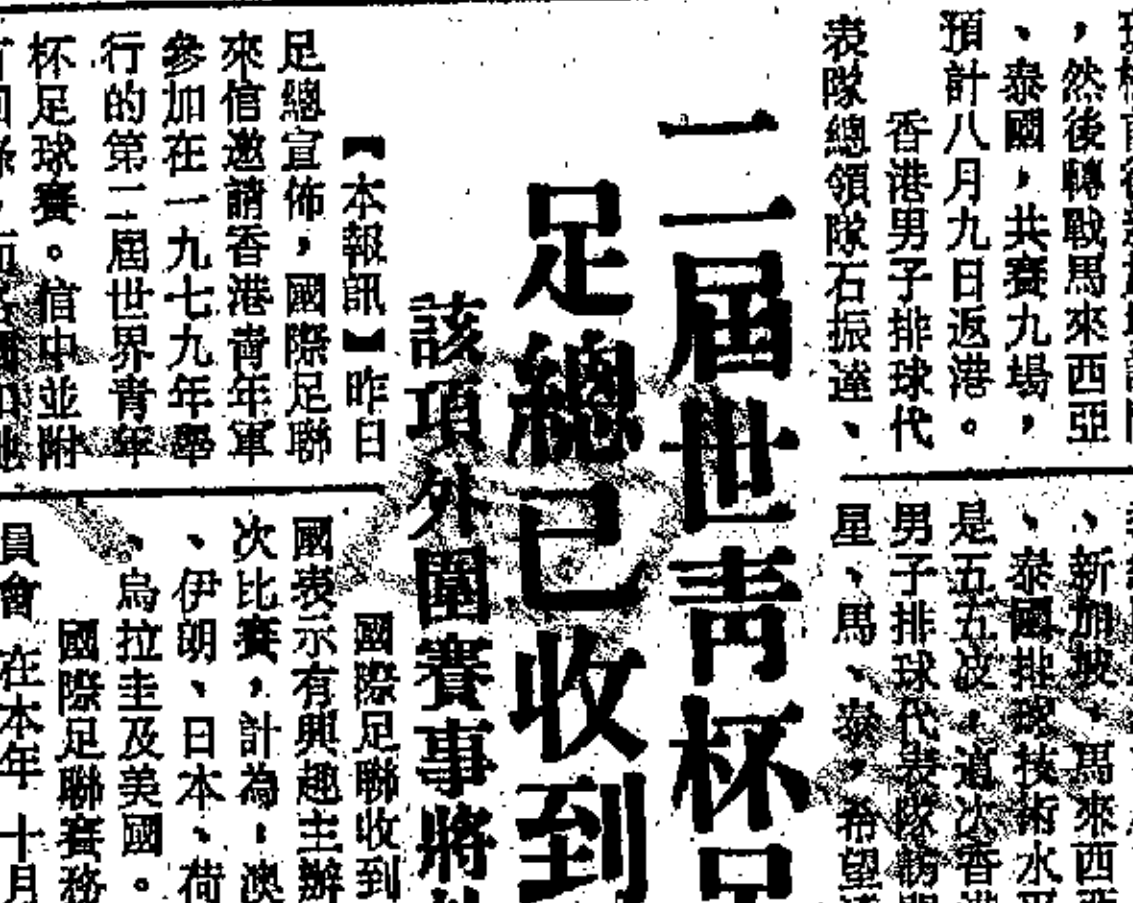 ，然後轉戰馬來西亞
、泰國，共賽九場，
預計八月九日返港。
香港男子排球代
表隊總領隊石振達、
、新加坡、馬來西亞
、泰國排球技術水平
是五五波，這次香港
男子排球代表隊訪問
星、馬、泰，希望
二屆世青杯
足總已收到
該項外圍賽事將
【本報訊】昨日
足總宣佈，國際足聯
來信邀請香港青年軍
參加在一九七九年舉
行的第二屆世界青年
杯足球賽。信中並附
國際足聯收到
國表示有興趣主辦
次比賽，計為：澳
、伊朗、日本、荷
、烏拉圭及美國。
國際足聯賽務
員會在本年十月